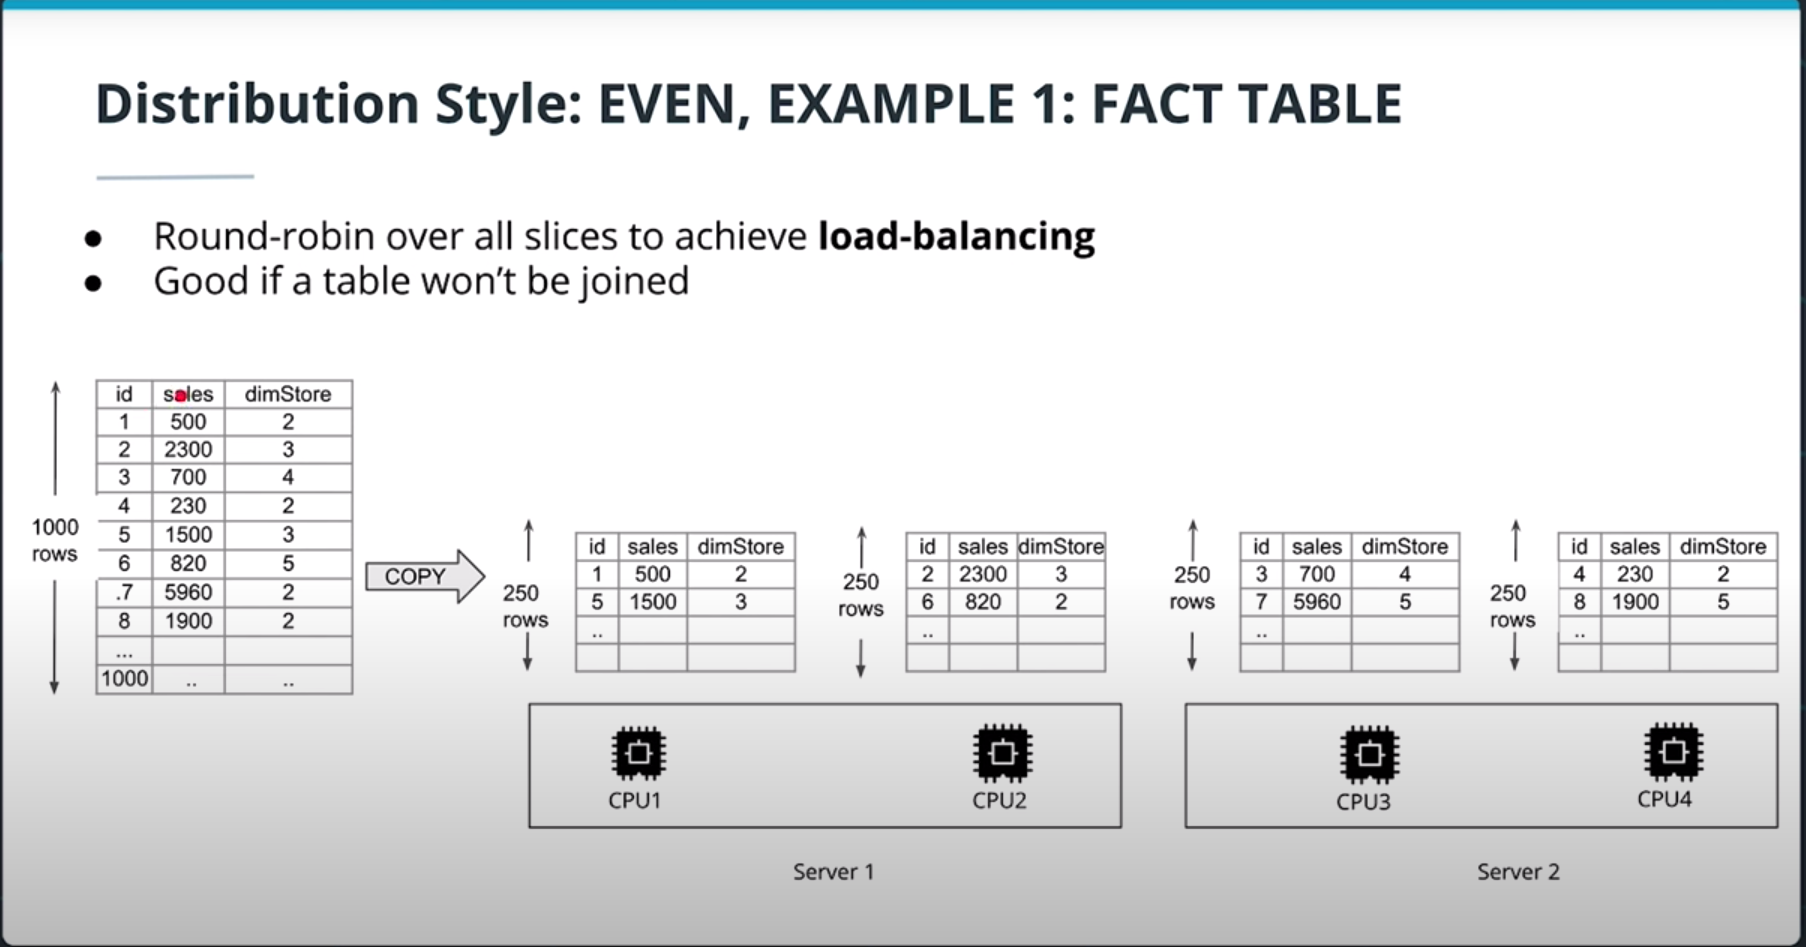 Distribution Style: EVEN, EXAMPLE 1: FACT TABLE
● Round-robin over all slices to achieve load-balancing
● Good if a table won't be joined
1000
rows
id sales dimStore
1 500 2
2 2300 3
3 700 4
4 230 2
5 1500 3
6 820 5
.7 5960 2
8 1900 2
...
1000 .. ..
COPY
250
rows
id sales dimStore
1 500 2
5 1500 3
..
250
rows
id sales dimStore
2 2300 3
6 820 2
..
250
rows
id sales dimStore
3 700 4
7 5960 5
..
250
rows
id sales dimStore
4 230 2
8 1900 5
..
CPU1
CPU2
CPU3
CPU4
Server 1
Server 2